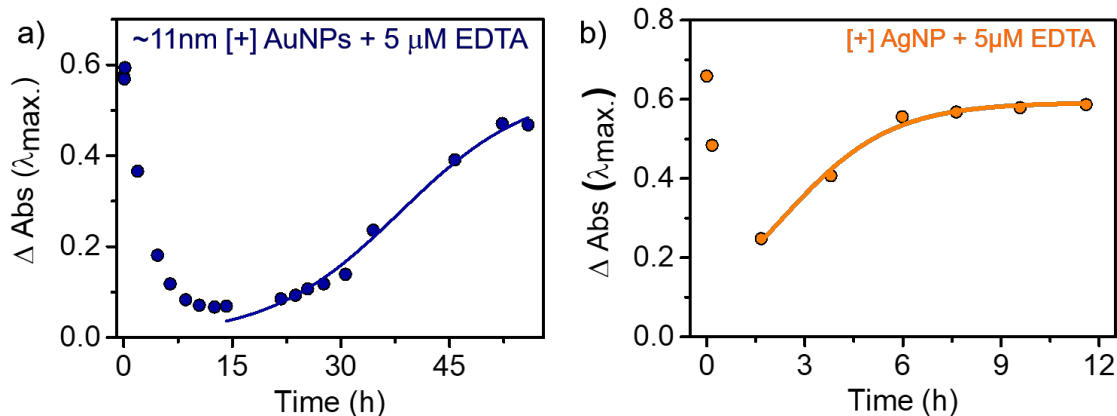 a)
~11nm [+] AuNPs + 5 μM EDTA
Δ Abs (λmax.)
0.6
0.4
0.2
0.0
0 15 30 45
Time (h)
b)
[+] AgNP + 5μM EDTA
Δ Abs (λmax.)
0.8
0.6
0.4
0.2
0.0
0 3 6 9 12
Time (h)